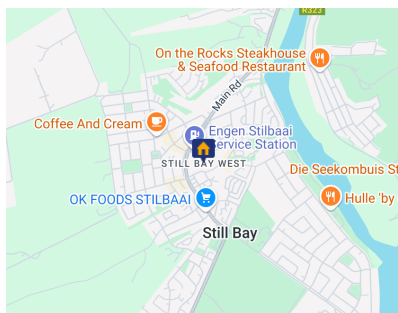 R323
On the Rocks Steakhouse
& Seafood Restaurant
Main Rd
Coffee And Cream
Engen Stilbaai
Service Station
STILL BAY WEST
Die Seekombuis St
OK FOODS STILBAAI
Hulle 'by
Still Bay